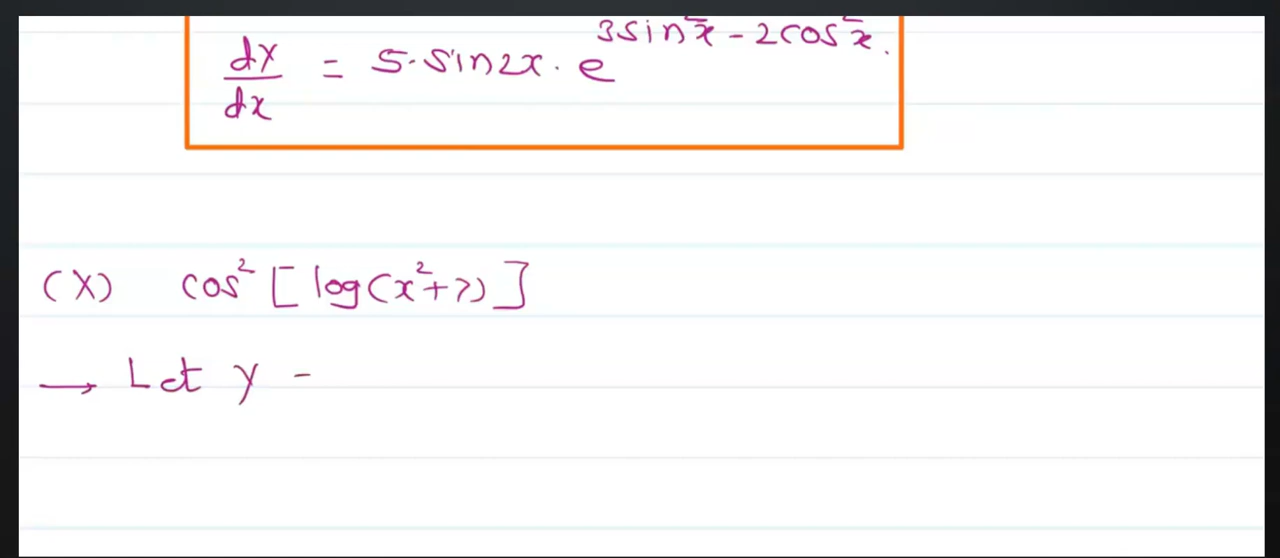 3sin²x - 2cos²x.
dy/dx = 5.sin2x.e
(X) cos² [log(x²+7)]
→ Let y -